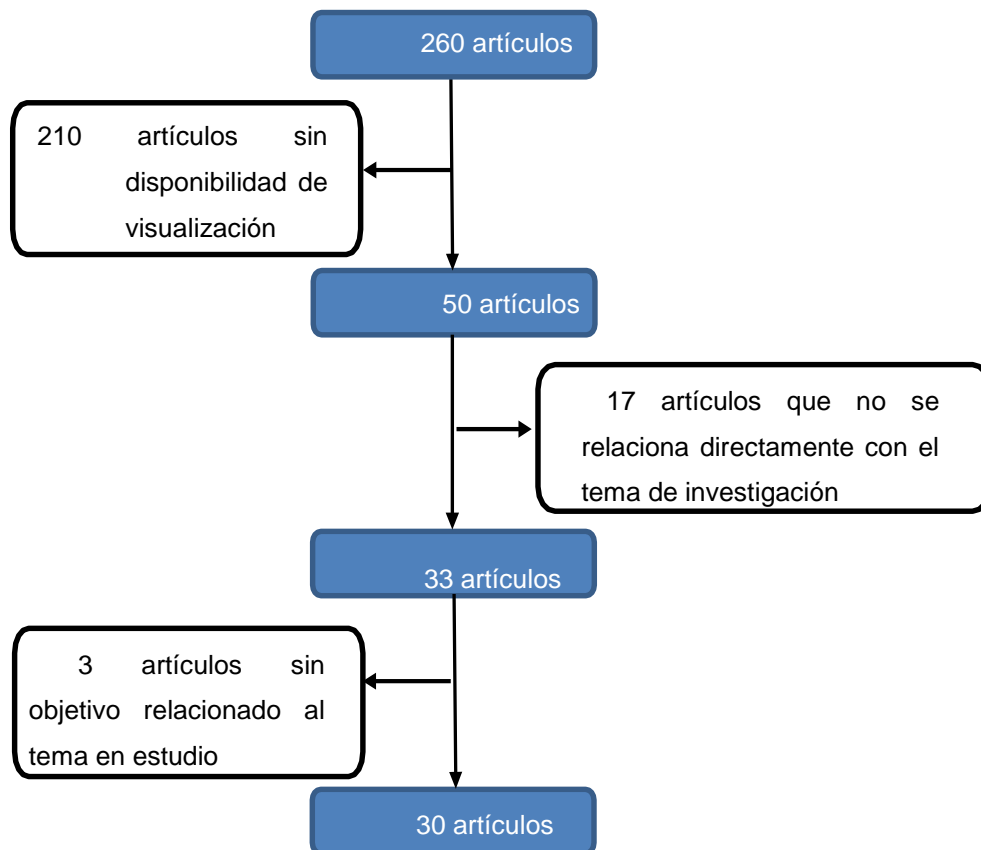 260 artículos
210 artículos sin
disponibilidad de
visualización
50 artículos
17 artículos que no se
relaciona directamente con el
tema de investigación
33 artículos
3 artículos sin
objetivo relacionado al
tema en estudio
30 artículos